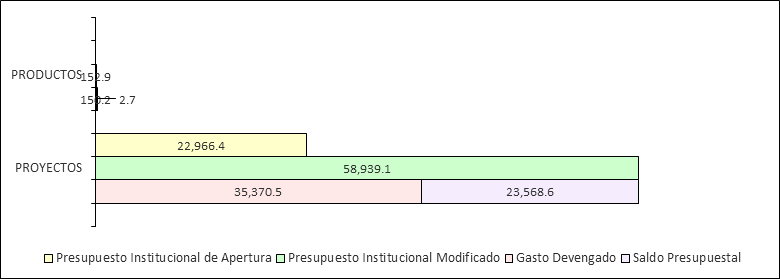 PRODUCTOS
152.9
150.2
2.7
PROYECTOS
22,966.4
58,939.1
35,370.5
23,568.6
Presupuesto Institucional de Apertura
Presupuesto Institucional Modificado
Gasto Devengado
Saldo Presupuestal